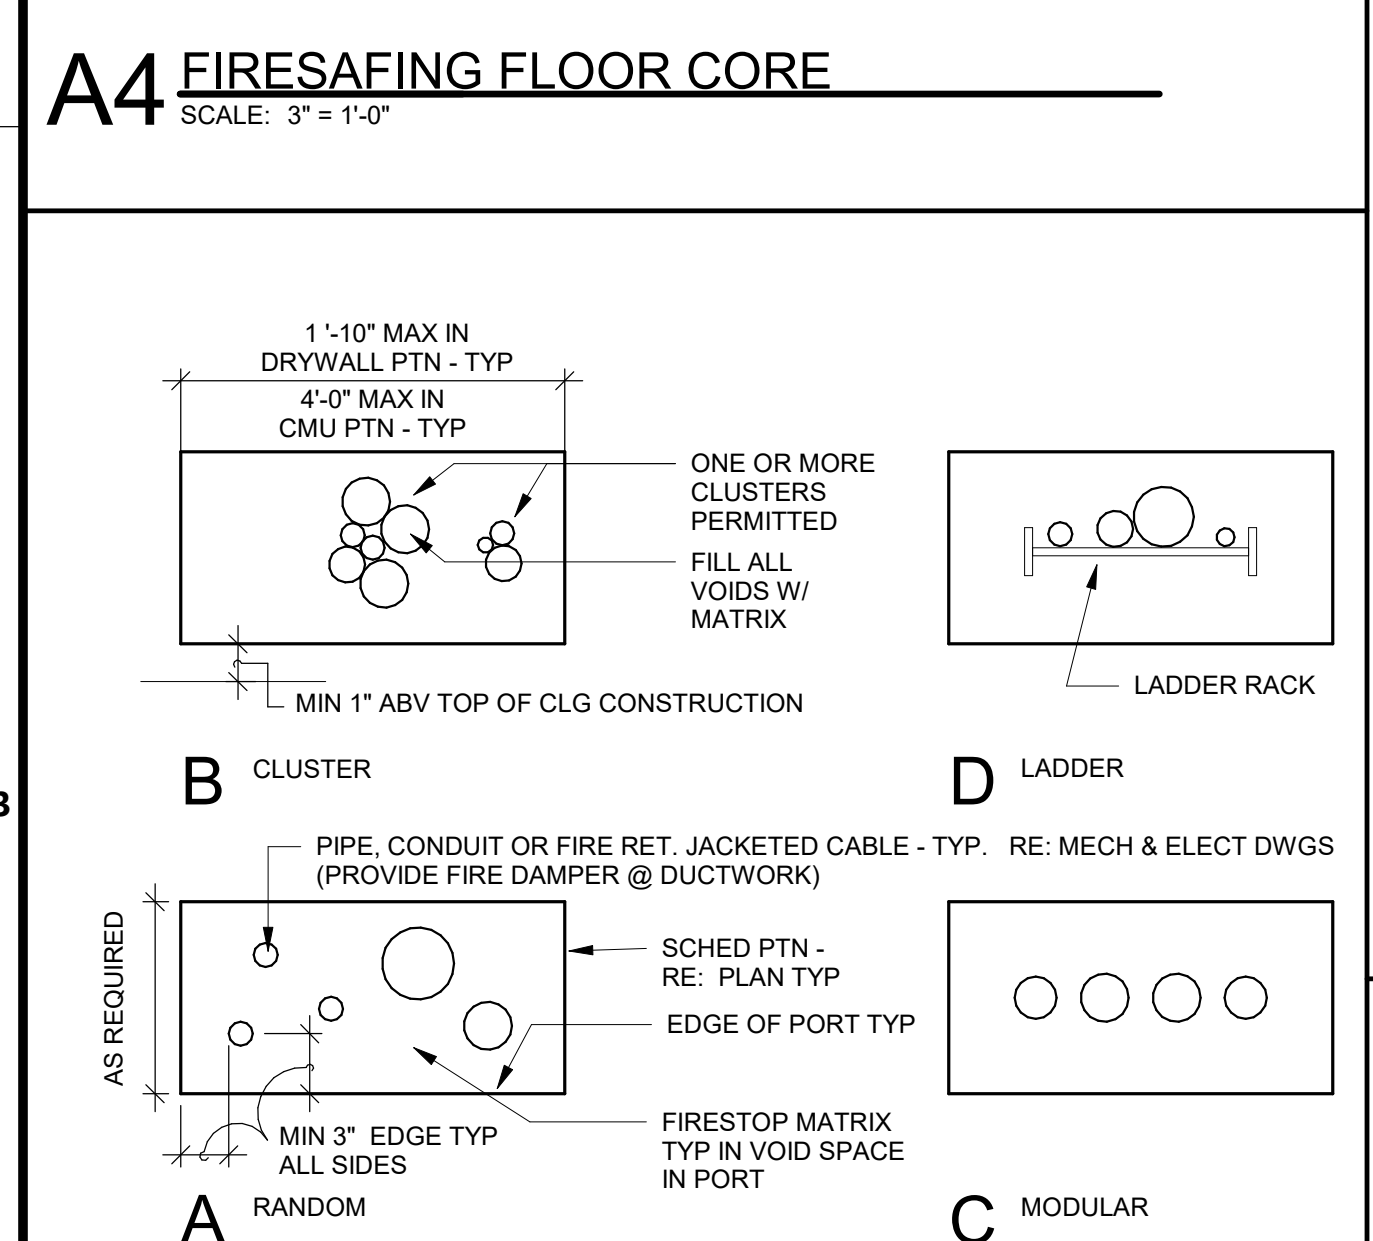 A4 FIRESAFING FLOOR CORE
SCALE: 3" = 1'-0"
1 '-10" MAX IN
DRYWALL PTN - TYP
4'-0" MAX IN
CMU PTN - TYP
ONE OR MORE
CLUSTERS
PERMITTED
FILL ALL
VOIDS W/
MATRIX
MIN 1" ABV TOP OF CLG CONSTRUCTION
B CLUSTER
LADDER RACK
D LADDER
PIPE, CONDUIT OR FIRE RET. JACKETED CABLE - TYP. RE: MECH & ELECT DWGS
(PROVIDE FIRE DAMPER @ DUCTWORK)
AS REQUIRED
SCHED PTN -
RE: PLAN TYP
EDGE OF PORT TYP
FIRESTOP MATRIX
TYP IN VOID SPACE
IN PORT
MIN 3" EDGE TYP
ALL SIDES
A RANDOM
C MODULAR